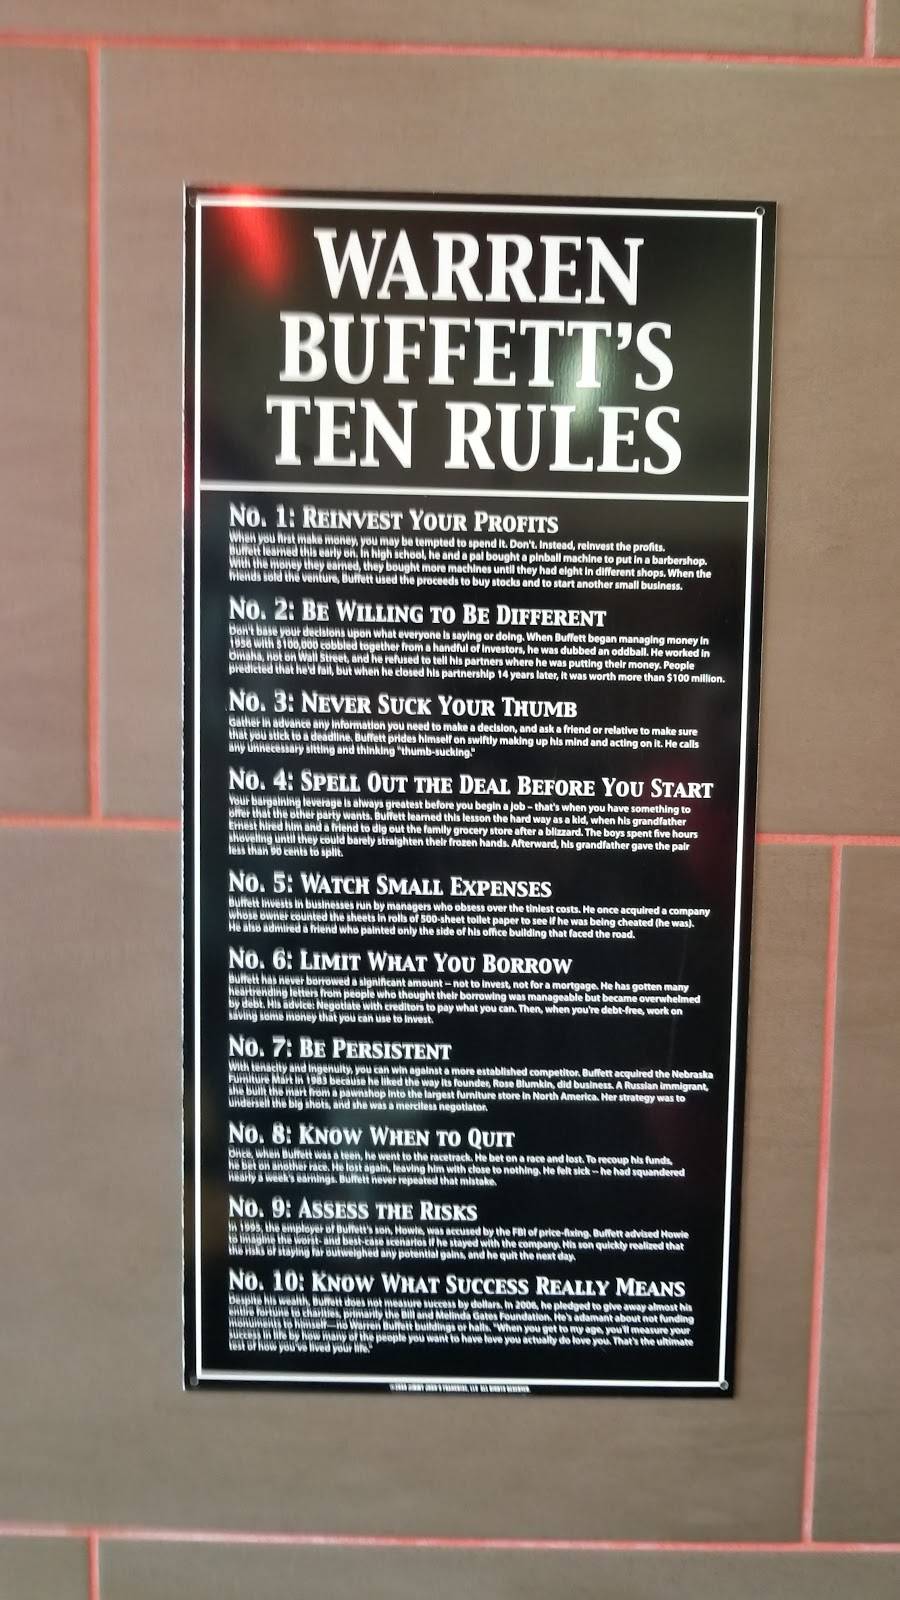 WARREN
BUFFETT'S
TEN RULES
No. 1: Reinvest Your Profits
When you first make money, you may be tempted to spend it. Don't. Instead, reinvest the profits.
Buffett learned this early on. In high school, he and a pal bought a pinball machine to put in a barbershop.
With the money they earned, they bought more machines until they had eight in different shops. When the
friends sold the venture, Buffett used the proceeds to buy stocks and to start another small business.
No. 2: Be Willing to Be Different
Don't base your decisions upon what everyone is saying or doing. When Buffett began managing money in
1956 with $100,000 cobbled together from a handful of investors, he was dubbed an oddball. He worked in
Omaha, not on Wall Street, and he refused to tell his partners where he was putting their money. People
predicted that he'd fail, but when he closed his partnership 14 years later, it was worth more than $100 million.
No. 3: Never Suck Your Thumb
Gather in advance any information you need to make a decision, and ask a friend or relative to make sure
that you stick to a deadline. Buffett prides himself on swiftly making up his mind and acting on it. He calls
any unnecessary sitting and thinking "thumb-sucking."
No. 4: Spell Out the Deal Before You Start
Your bargaining leverage is always greatest before you begin a job – that's when you have something to
offer that the other party wants. Buffett learned this lesson the hard way as a kid, when his grandfather
Ernest hired him and a friend to dig out the family grocery store after a blizzard. The boys spent five hours
shoveling until they could barely straighten their frozen hands. Afterward, his grandfather gave the pair
less than 90 cents to split.
No. 5: Watch Small Expenses
Buffett invests in businesses run by managers who obsess over the tiniest costs. He once acquired a company
whose owner counted the sheets in rolls of 500-sheet toilet paper to see if he was being cheated (he was).
He also admired a friend who painted only the side of his office building that faced the road.
No. 6: Limit What You Borrow
Buffett has never borrowed a significant amount – not to invest, not for a mortgage. He has gotten many
heartrending letters from people who thought their borrowing was manageable but became overwhelmed
by debt. His advice: Negotiate with creditors to pay what you can. Then, when you're debt-free, work on
saving some money that you can use to invest.
No. 7: Be Persistent
With tenacity and ingenuity, you can win against a more established competitor. Buffett acquired the Nebraska
Furniture Mart in 1983 because he liked the way its founder, Rose Blumkin, did business. A Russian immigrant,
she built the mart from a pawnshop into the largest furniture store in North America. Her strategy was to
undersell the big shots, and she was a merciless negotiator.
No. 8: Know When to Quit
Once, when Buffett was a teen, he went to the racetrack. He bet on a race and lost. To recoup his funds,
he bet on another race. He lost again, leaving him with close to nothing. He felt sick – he had squandered
nearly a week's earnings. Buffett never repeated that mistake.
No. 9: Assess the Risks
In 1995, the employer of Buffett's son, Howie, was accused by the FBI of price-fixing. Buffett advised Howie
to imagine the worst- and best-case scenarios if he stayed with the company. His son quickly realized that
the risks of staying far outweighed any potential gains, and he quit the next day.
No. 10: Know What Success Really Means
Despite his wealth, Buffett does not measure success by dollars. In 2006, he pledged to give away almost his
entire fortune to charities, primarily the Bill and Melinda Gates Foundation. He's adamant about not funding
monuments to himself—no Warren Buffett buildings or halls. "When you get to my age, you'll measure your
success in life by how many of the people you want to have love you actually do love you. That's the ultimate
test of how you've lived your life."
JIMMY JOHN'S FRANCHISE, LLC ALL RIGHTS RESERVED.